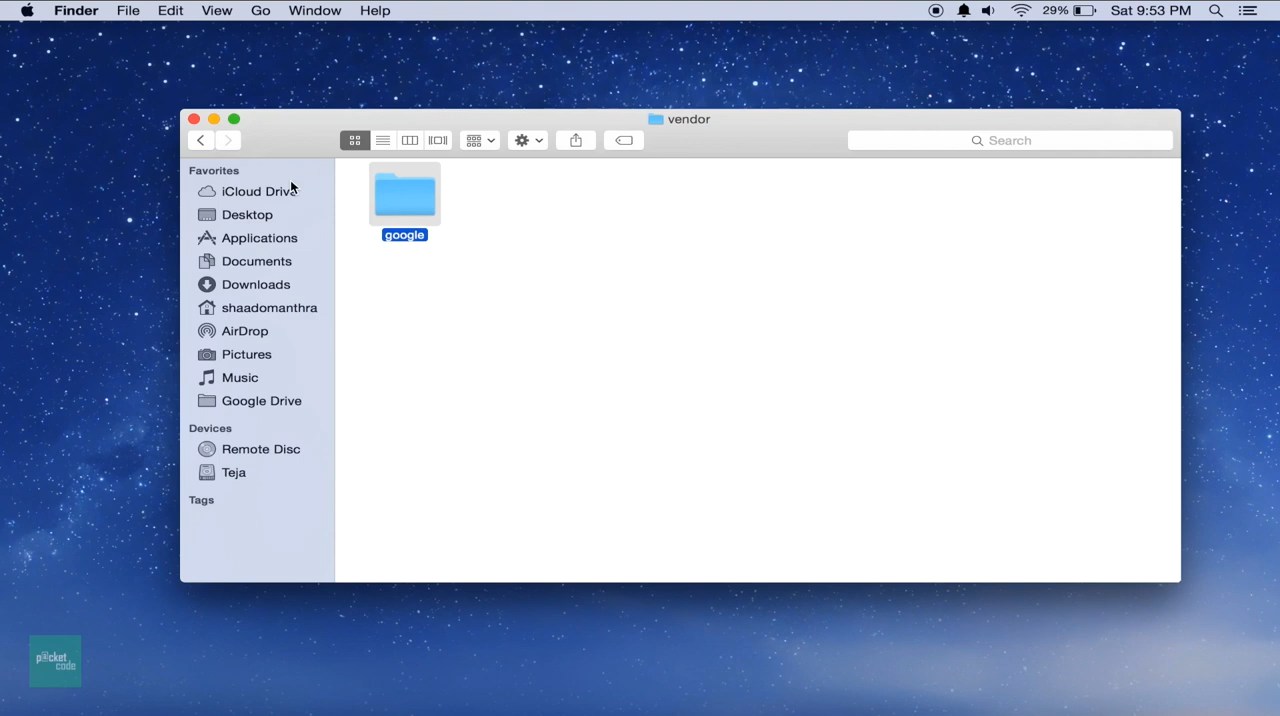 Finder File Edit View Go Window Help 29% Sat 9:53 PM
vendor
Search
Favorites
iCloud Drive
Desktop
Applications
Documents
Downloads
shaadomanthra
AirDrop
Pictures
Music
Google Drive
Devices
Remote Disc
Teja
Tags
google
pocket
code